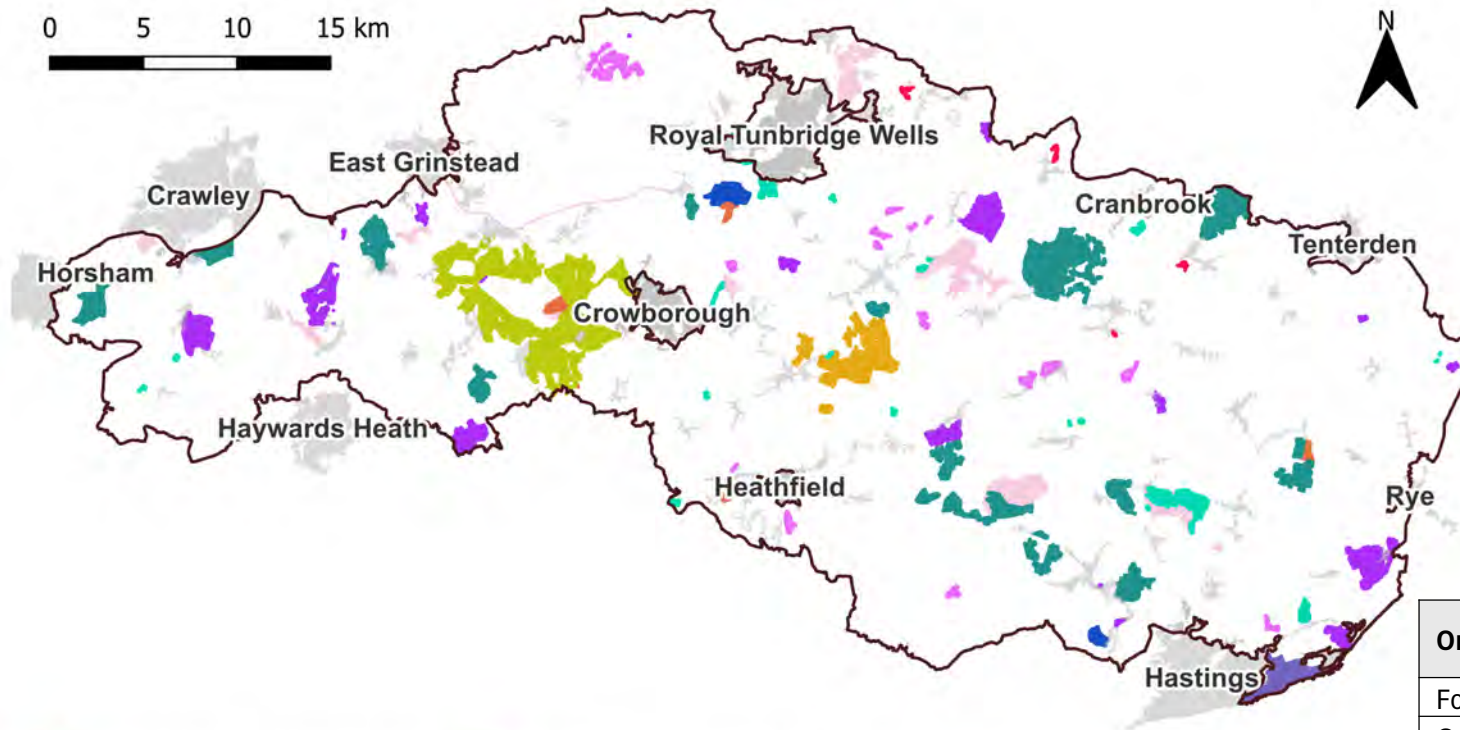 0 5 10 15 km
N
Royal Tunbridge Wells
East Grinstead
Crawley
Cranbrook
Tenterden
Horsham
Crowborough
Haywards Heath
Heathfield
Rye
Hastings